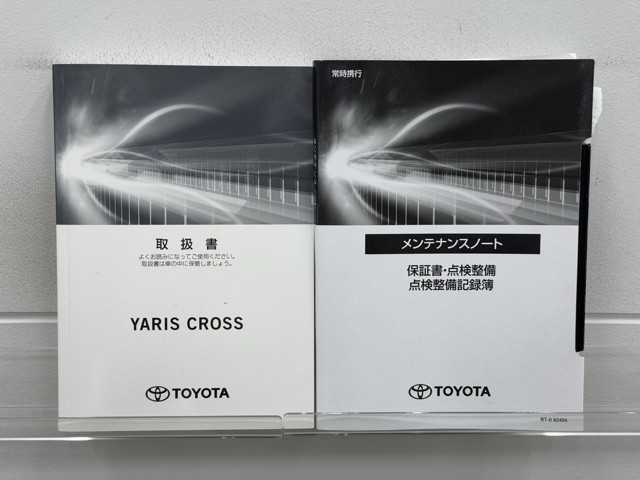 取扱書
よくお読みになってご使用ください。
取扱書は車の中に保管しましょう。
YARIS CROSS
TOYOTA
常時携行
メンテナンスノート
保証書・点検整備
点検整備記録簿
TOYOTA